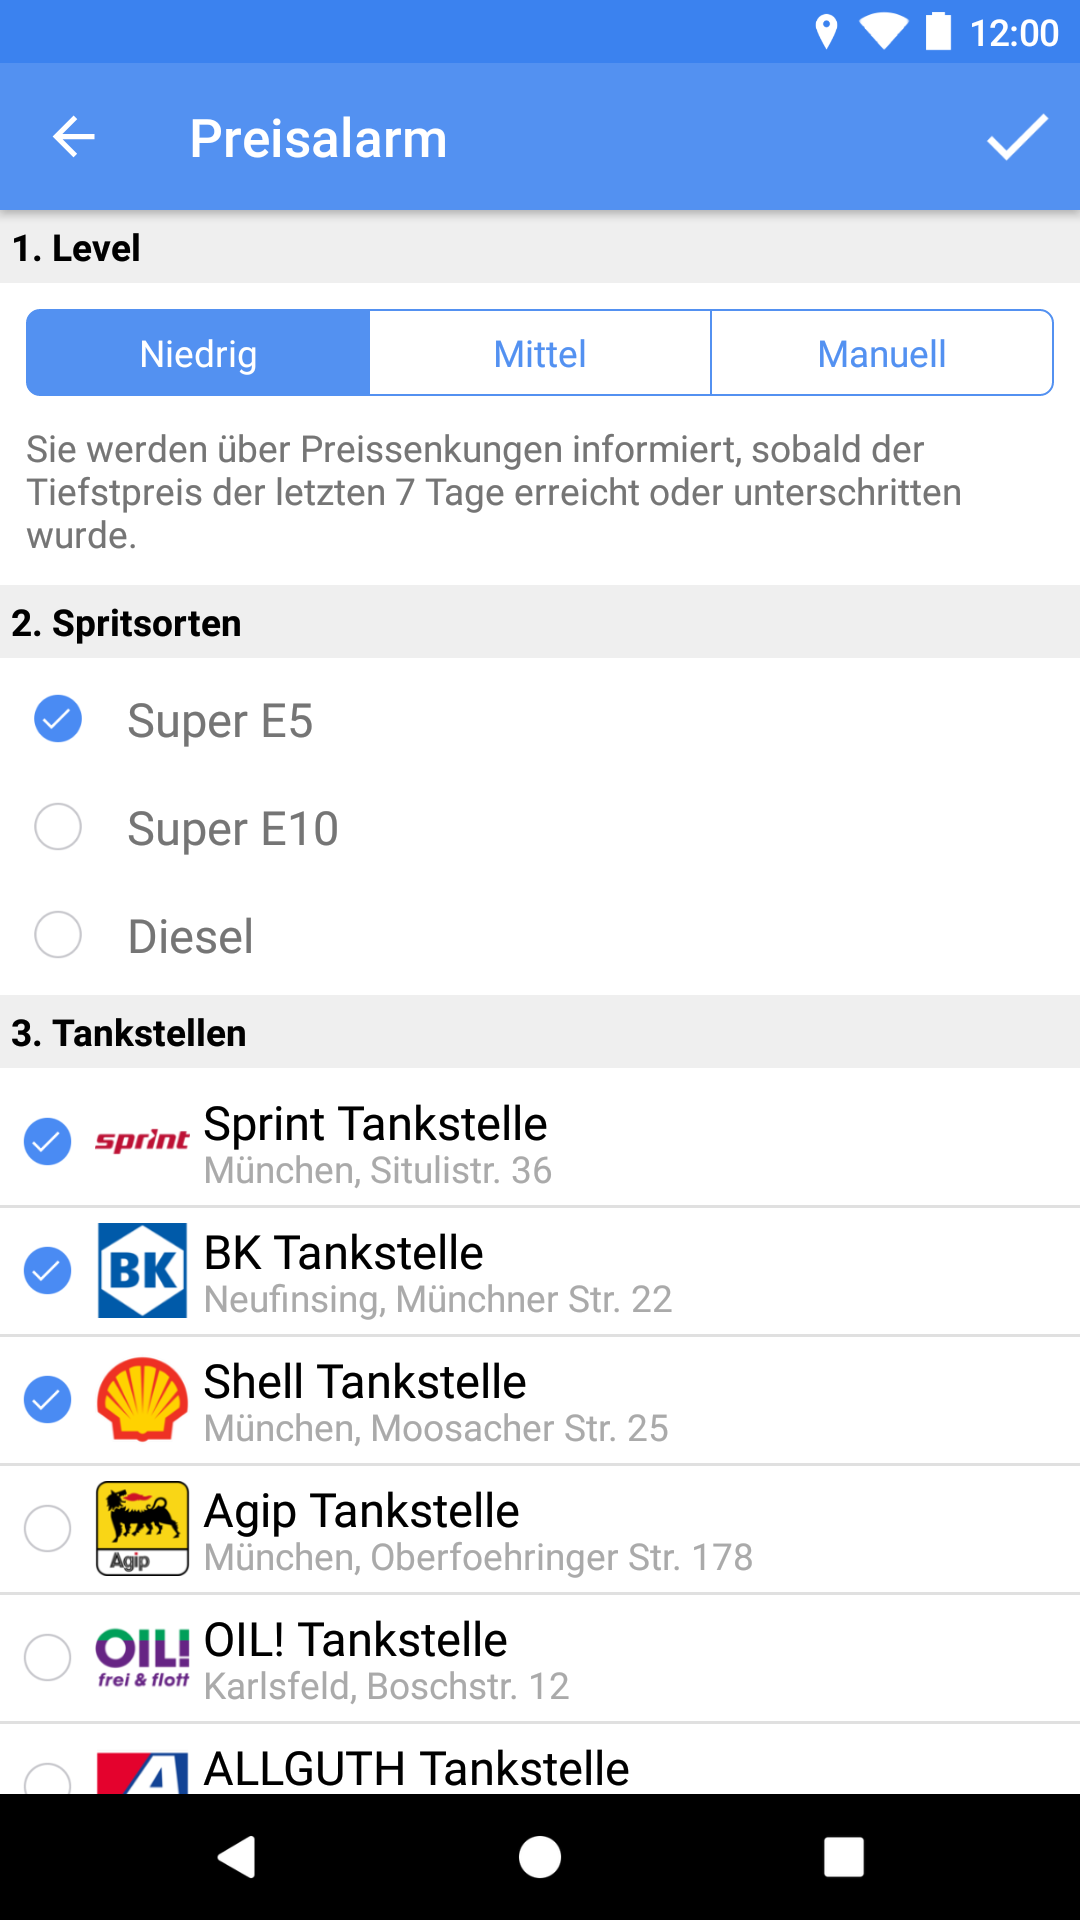 12:00
Preisalarm
1. Level
Niedrig Mittel Manuell
Sie werden über Preissenkungen informiert, sobald der
Tiefstpreis der letzten 7 Tage erreicht oder unterschritten
wurde.
2. Spritsorten
Super E5
Super E10
Diesel
3. Tankstellen
sprint
Sprint Tankstelle
München, Situlistr. 36
BK
BK Tankstelle
Neufinsing, Münchner Str. 22
Shell Tankstelle
München, Moosacher Str. 25
Agip
Agip Tankstelle
München, Oberfoehringer Str. 178
OIL!
frei & flott
OIL! Tankstelle
Karlsfeld, Boschstr. 12
A
ALLGUTH Tankstelle